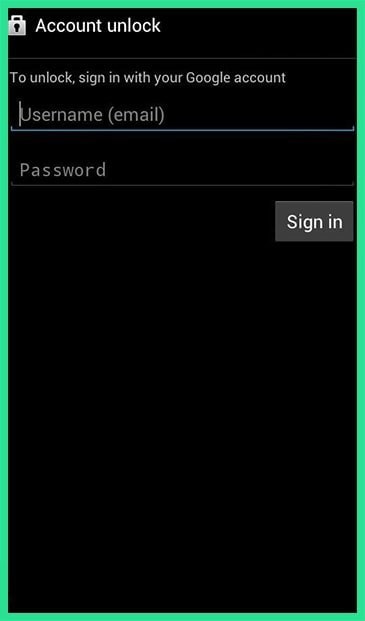 Account unlock
To unlock, sign in with your Google account
Username (email)
Password
Sign in